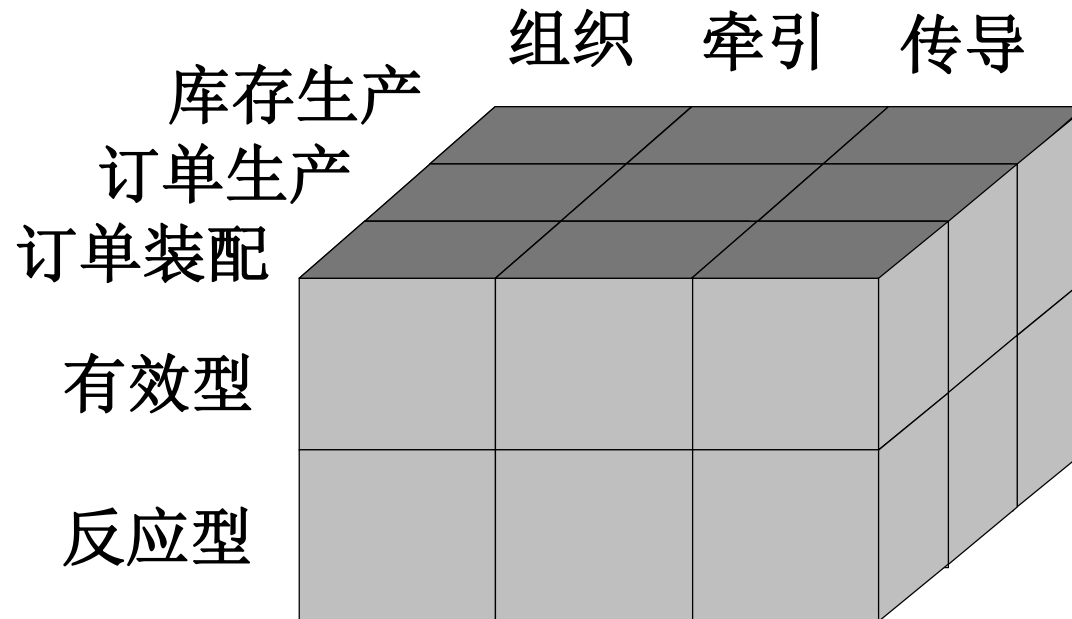 组织 牵引 传导
库存生产
订单生产
订单装配
有效型
反应型